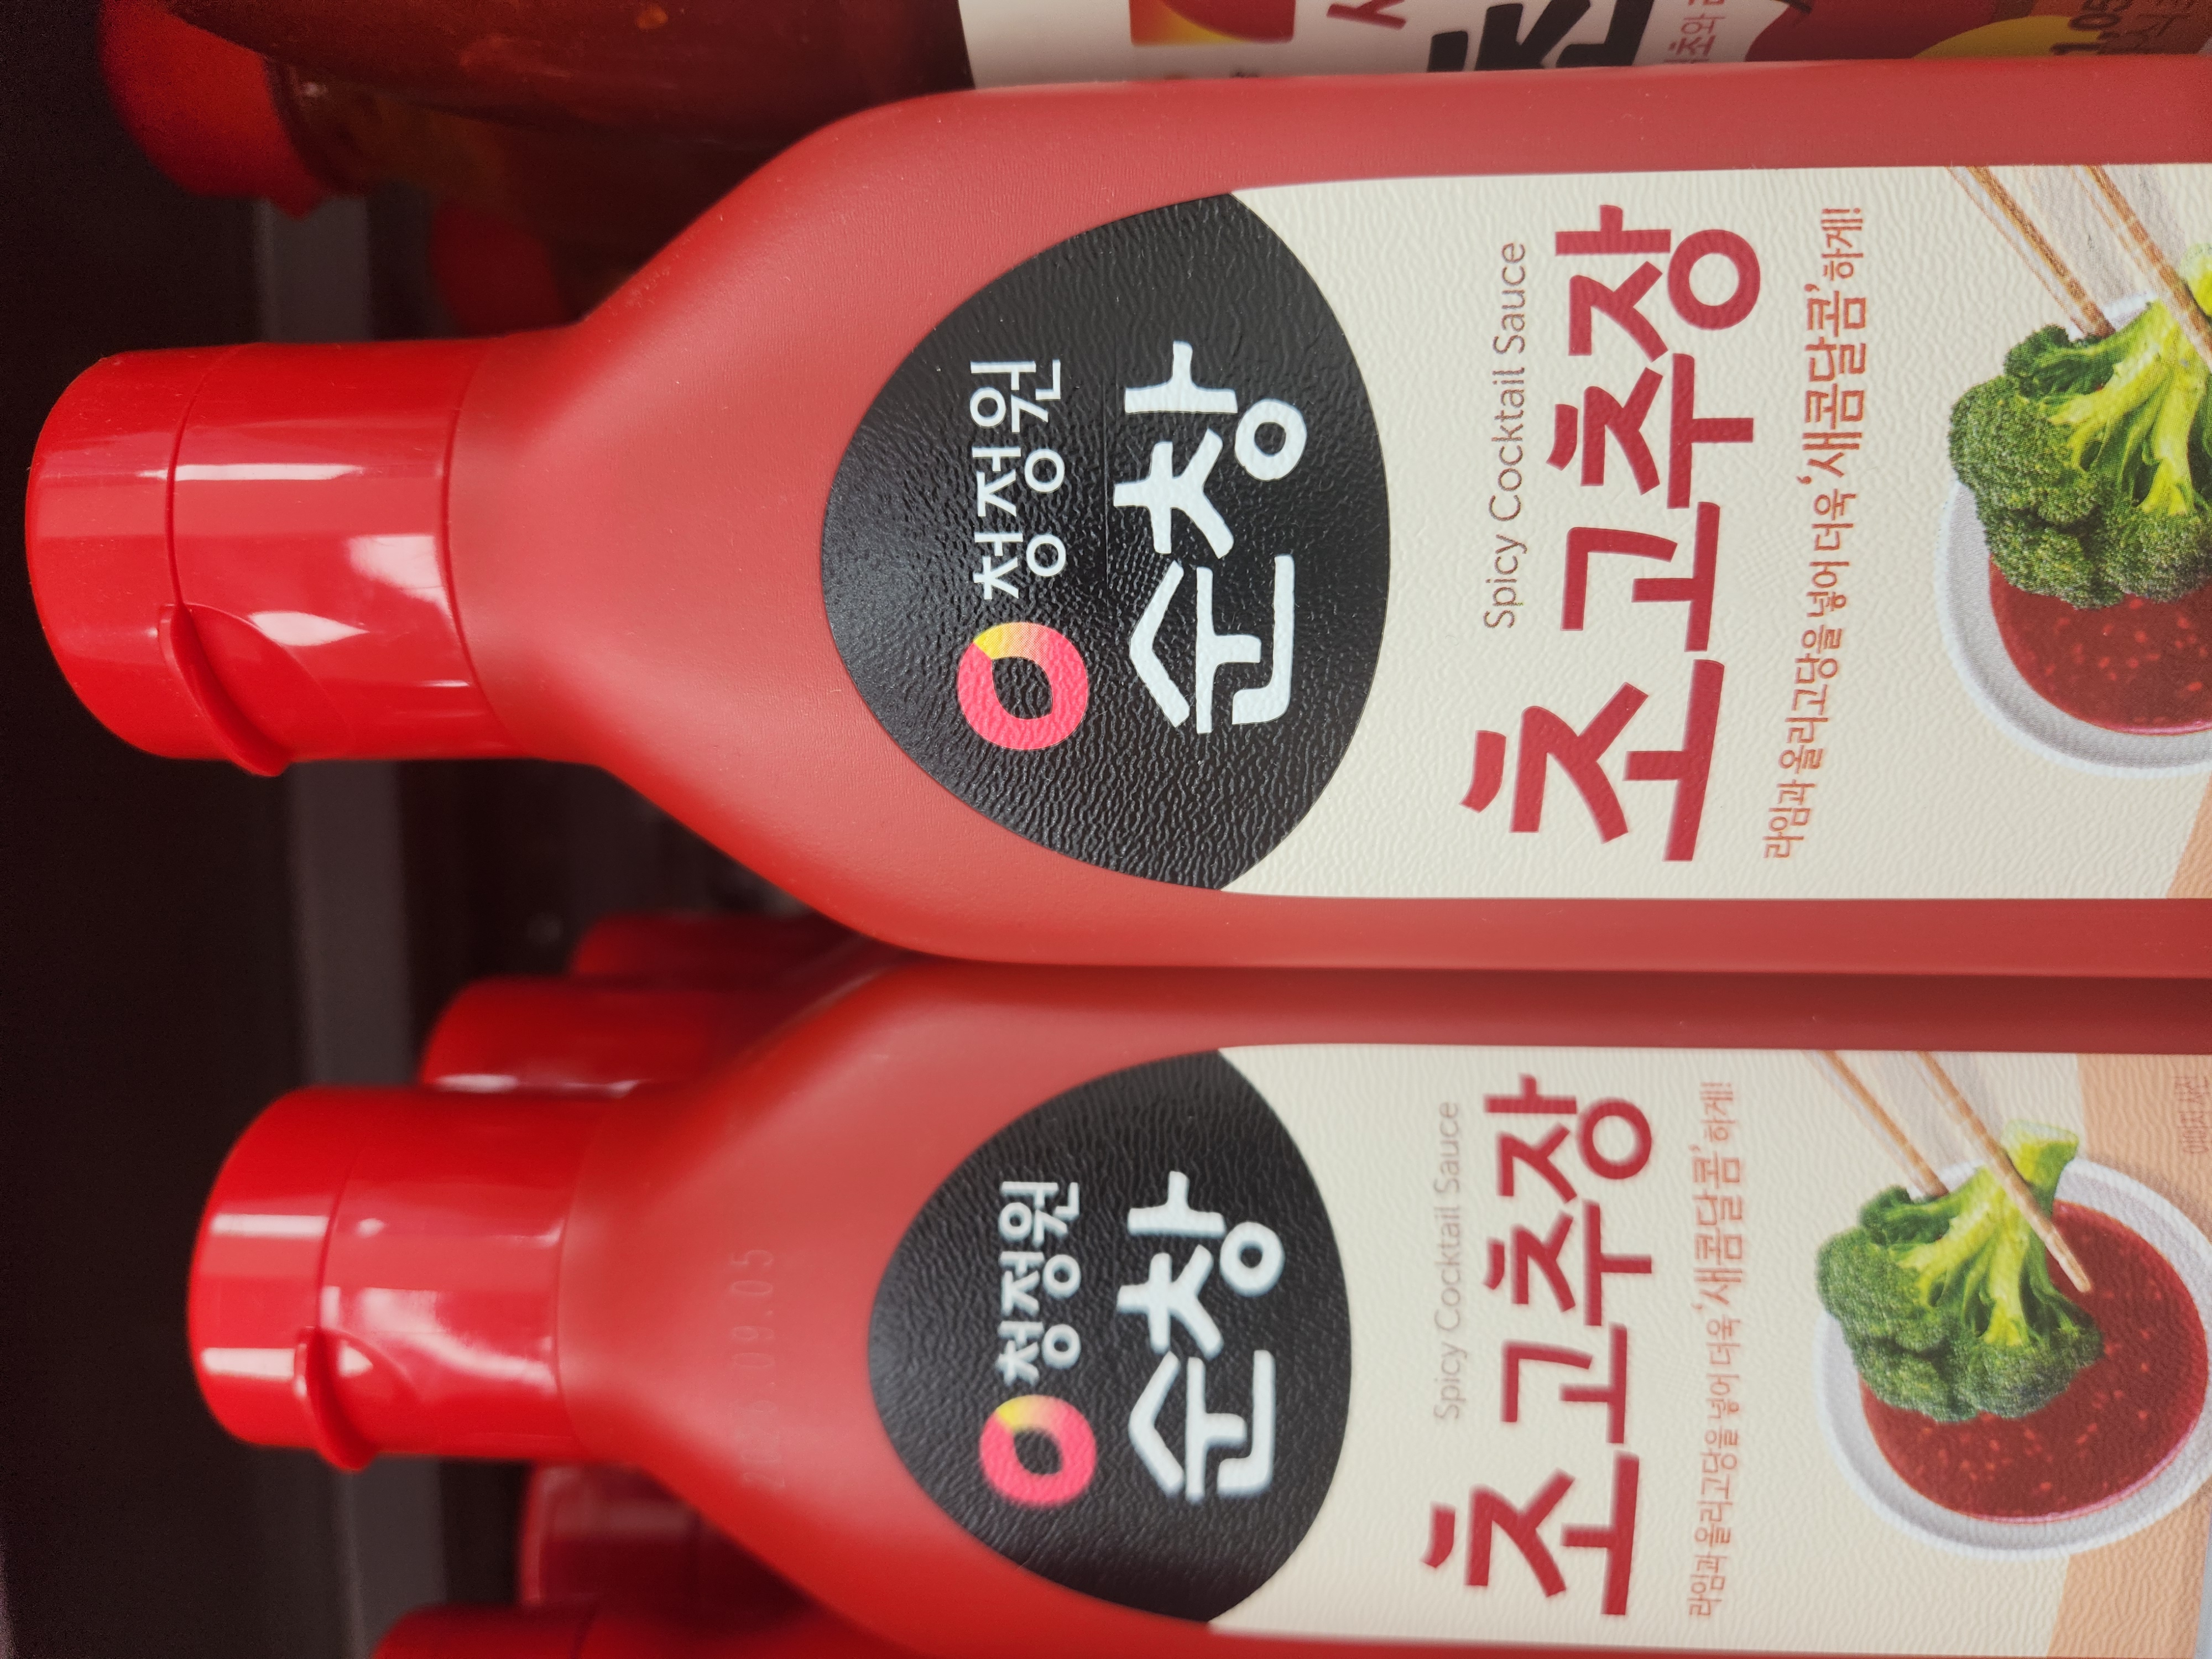 청정원
순창
Spicy Cocktail Sauce
초고추장
라임과 올리고당을 넣어 더욱 '새콤달콤'하게!
청정원
순창
Spicy Cocktail Sauce
초고추장
라임과 올리고당을 넣어 더욱 '새콤달콤'하게!